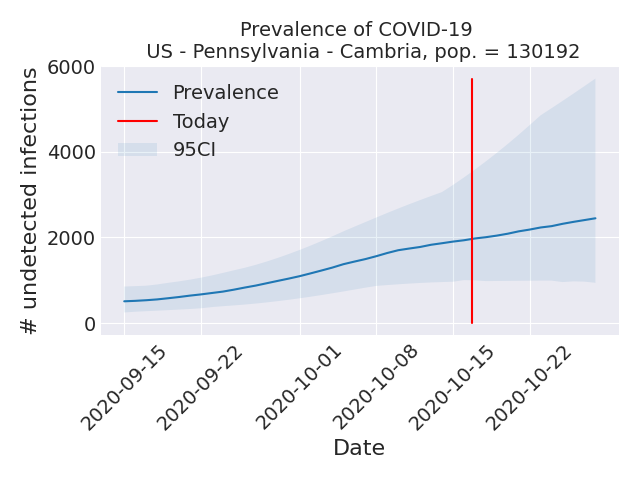 Prevalence of COVID-19
US - Pennsylvania - Cambria, pop. = 130192
# undetected infections
6000
4000
2000
0
Prevalence
Today
95CI
2020-09-15
2020-09-22
2020-10-01
2020-10-08
2020-10-15
2020-10-22
Date